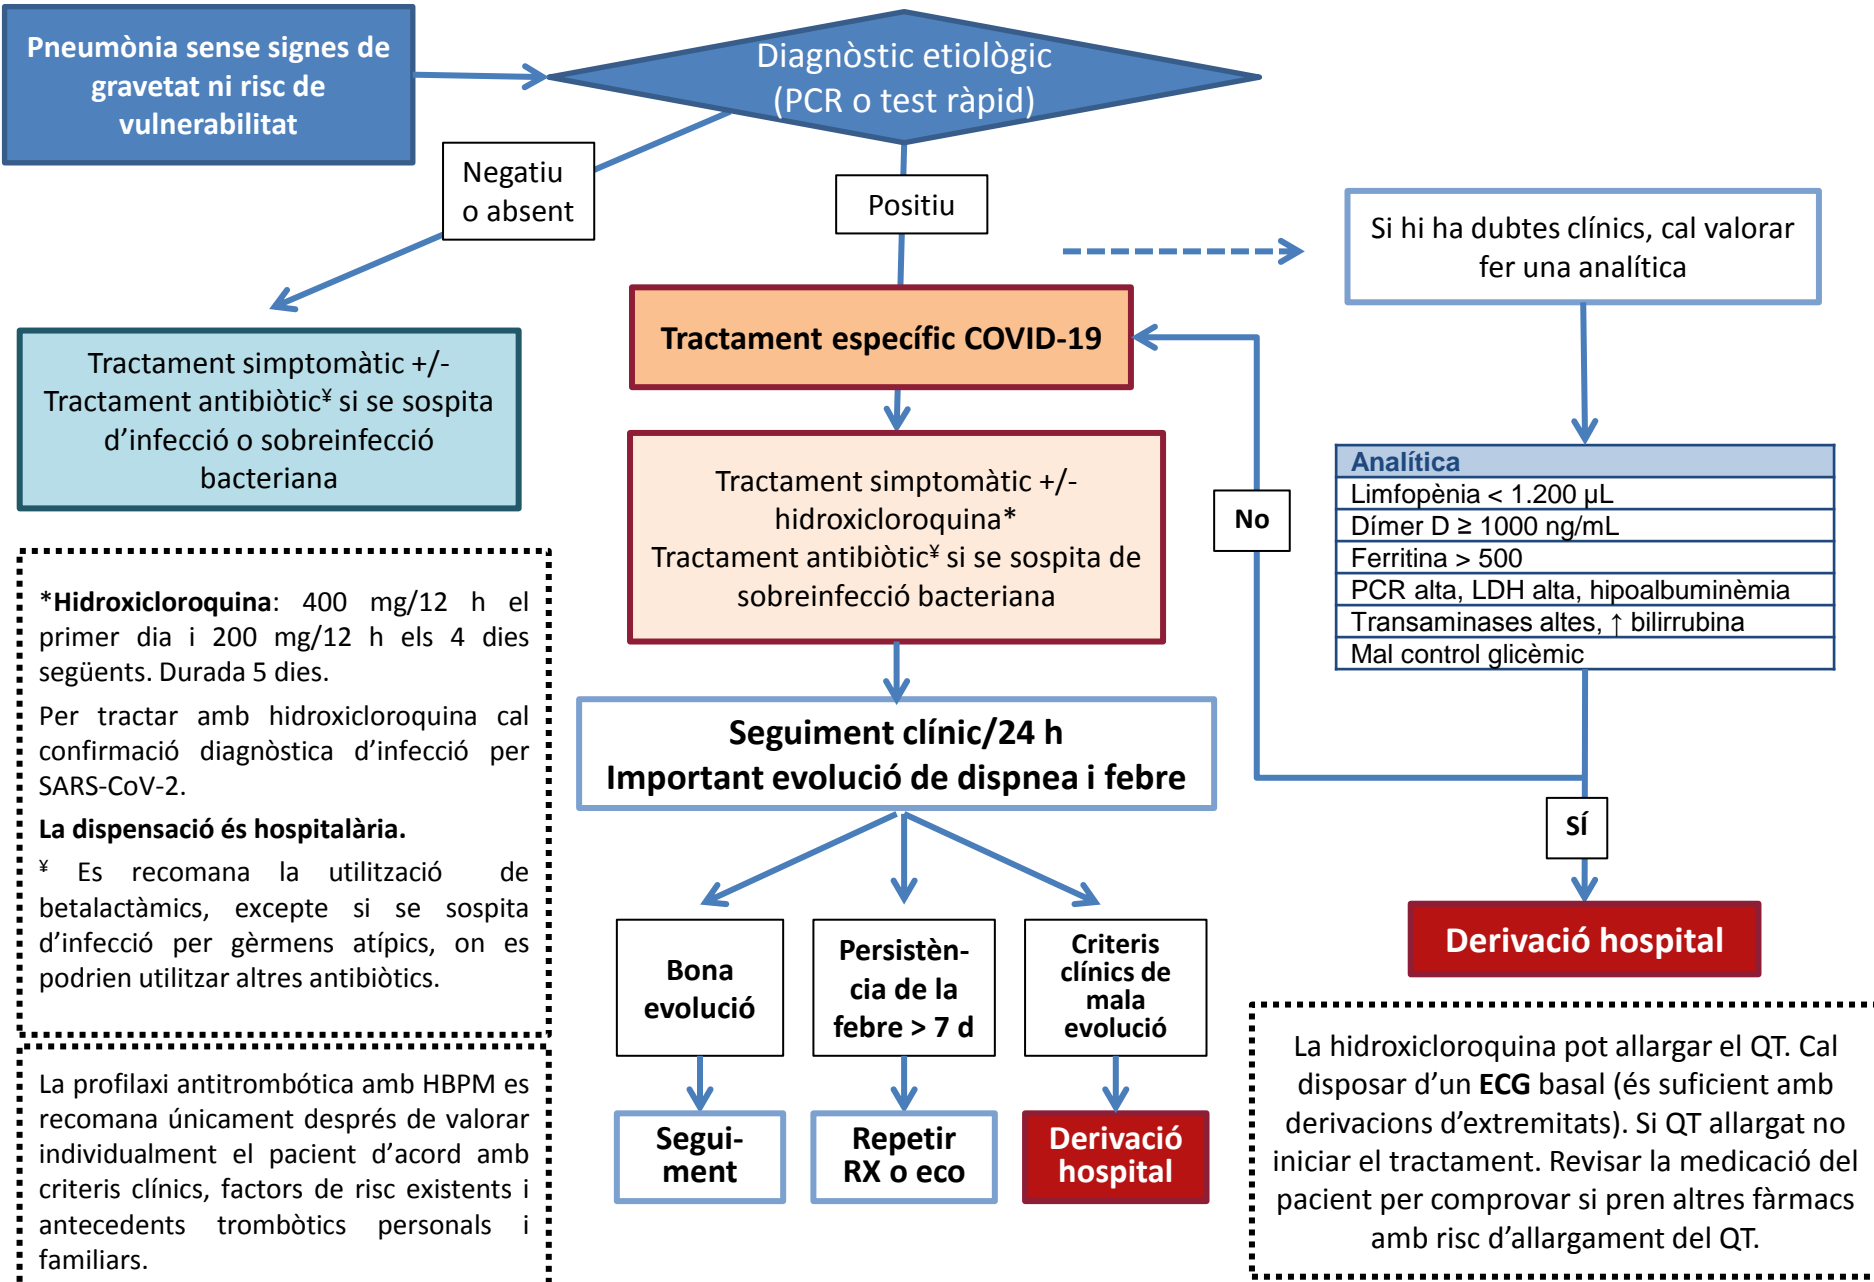 Pneumònia sense signes de
gravetat ni risc de
vulnerabilitat
Diagnòstic etiològic
(PCR o test ràpid)
Negatiu
o absent
Positiu
Si hi ha dubtes clínics, cal valorar
fer una analítica
Tractament específic COVID-19
Tractament simptomàtic +/-
Tractament antibiòtic¥ si se sospita
d’infecció o sobreinfecció
bacteriana
Tractament simptomàtic +/-
hidroxicloroquina*
Tractament antibiòtic¥ si se sospita de
sobreinfecció bacteriana
No
Analítica
Limfopènia < 1.200 µL
Dímer D ≥ 1000 ng/mL
Ferritina > 500
PCR alta, LDH alta, hipoalbuminèmia
Transaminases altes, ↑ bilirrubina
Mal control glicèmic
*Hidroxicloroquina: 400 mg/12 h el
primer dia i 200 mg/12 h els 4 dies
següents. Durada 5 dies.
Per tractar amb hidroxicloroquina cal
confirmació diagnòstica d’infecció per
SARS-CoV-2.
La dispensació és hospitalària.
¥ Es recomana la utilització de
betalactàmics, excepte si se sospita
d’infecció per gèrmens atípics, on es
podrien utilitzar altres antibiòtics.
Seguiment clínic/24 h
Important evolució de dispnea i febre
SÍ
Bona
evolució
Persistèn-
cia de la
febre > 7 d
Criteris
clínics de
mala
evolució
Derivació hospital
Segui-
ment
Repetir
RX o eco
Derivació
hospital
La profilaxi antitrombótica amb HBPM es
recomana únicament després de valorar
individualment el pacient d’acord amb
criteris clínics, factors de risc existents i
antecedents trombòtics personals i
familiars.
La hidroxicloroquina pot allargar el QT. Cal
disposar d’un ECG basal (és suficient amb
derivacions d’extremitats). Si QT allargat no
iniciar el tractament. Revisar la medicació del
pacient per comprovar si pren altres fàrmacs
amb risc d’allargament del QT.